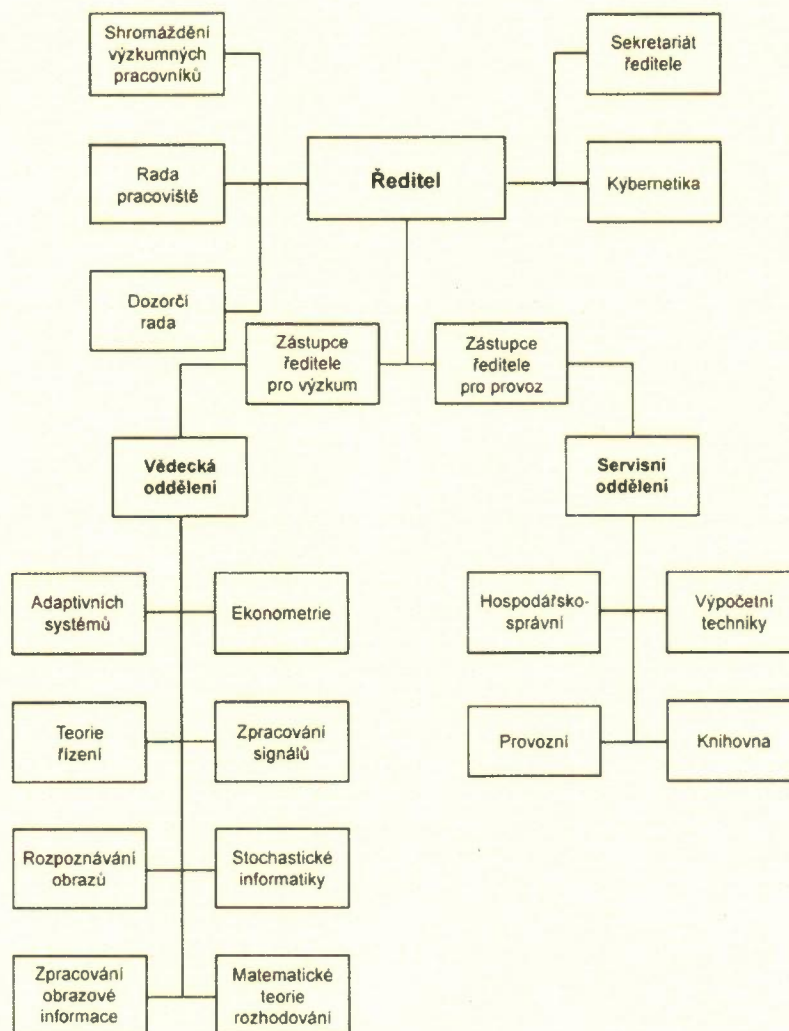 Shromáždění
výzkumných
pracovníků
Sekretariát
ředitele
Rada
pracoviště
Ředitel
Kybernetika
Dozorčí
rada
Zástupce
ředitele
pro výzkum
Zástupce
ředitele
pro provoz
Vědecká
oddělení
Servisní
oddělení
Adaptivních
systémů
Ekonometrie
Hospodářsko-
správní
Výpočetní
techniky
Teorie
řízení
Zpracování
signálů
Provozní
Knihovna
Rozpoznávání
obrazů
Stochastické
informatiky
Zpracování
obrazové
informace
Matematické
teorie
rozhodování